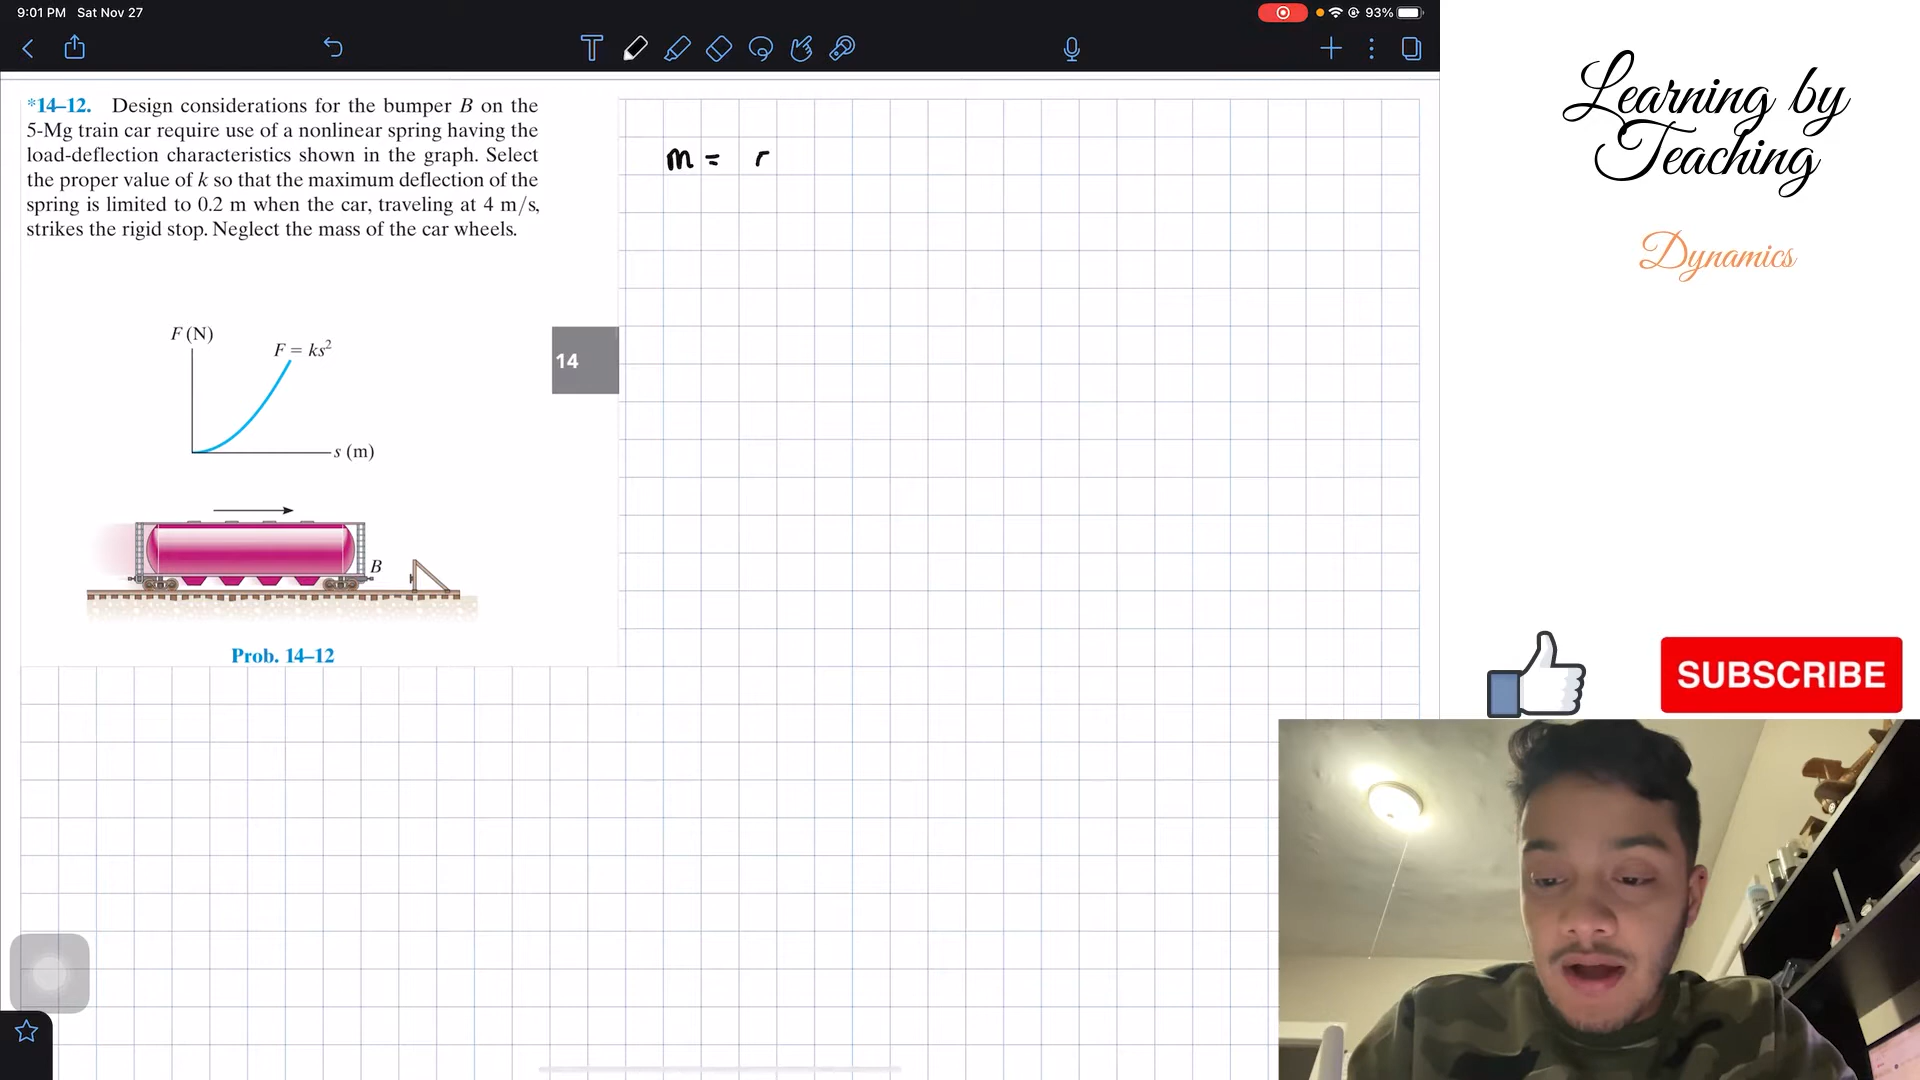 9:01 PM Sat Nov 27
93%
*14–12. Design considerations for the bumper B on the
5-Mg train car require use of a nonlinear spring having the
load-deflection characteristics shown in the graph. Select
the proper value of k so that the maximum deflection of the
spring is limited to 0.2 m when the car, traveling at 4 m/s,
strikes the rigid stop. Neglect the mass of the car wheels.
m = r
F (N)
F = ks²
s (m)
14
B
Prob. 14–12
Learning by
Teaching
Dynamics
SUBSCRIBE